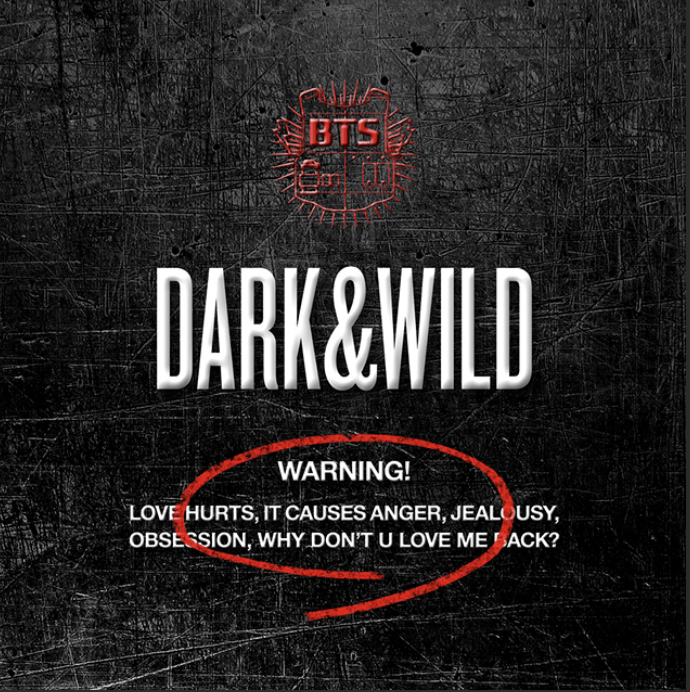 BTS
DARK&WILD
WARNING!
LOVE HURTS, IT CAUSES ANGER, JEALOUSY,
OBSESSION, WHY DON'T U LOVE ME BACK?